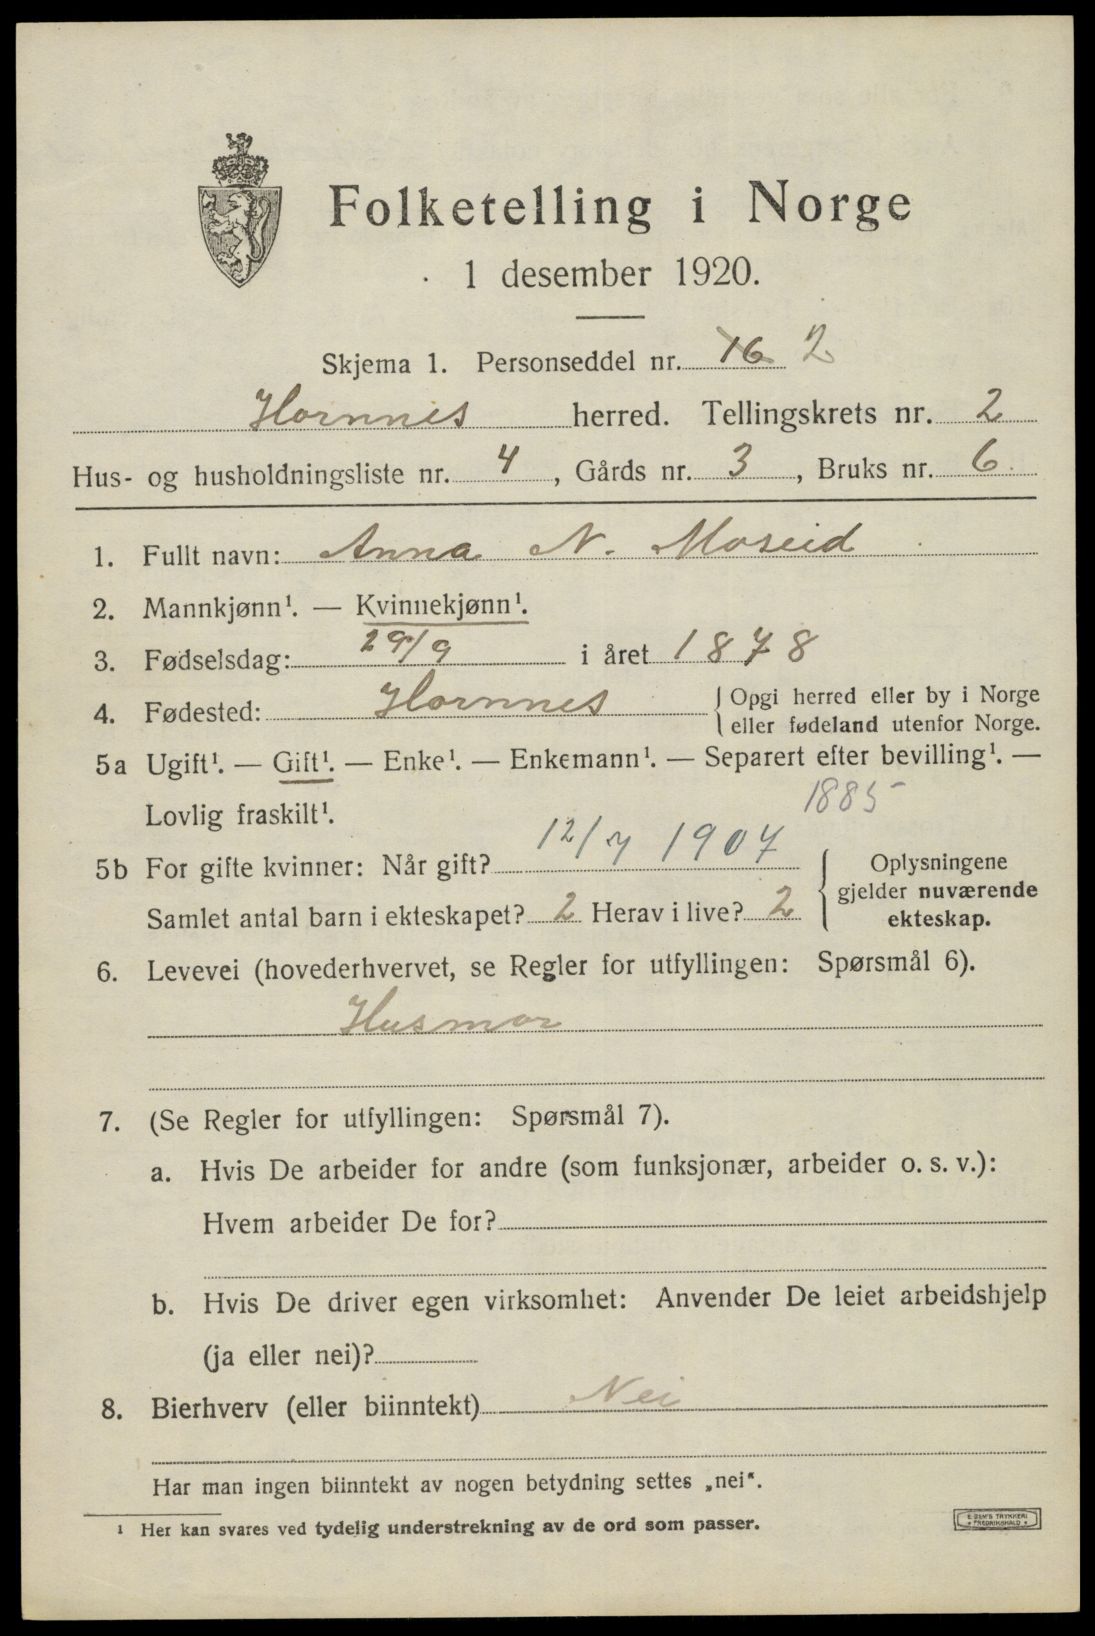 Folketelling i Norge
1 desember 1920.
Skjema 1. Personseddel nr. 16 2
Hornnes herred. Tellingskrets nr. 2
Hus- og husholdningsliste nr. 4, Gårds nr. 3, Bruks nr. 6.
1. Fullt navn: Anna N. Moseid
2. Mannkjønn¹. — Kvinnekjønn¹.
3. Fødselsdag: 29/9 i året 1878
4. Fødested: Hornnes { Opgi herred eller by i Norge
eller fødeland utenfor Norge.
5a Ugift¹. — Gift¹. — Enke¹. — Enkemann¹. — Separert efter bevilling¹. —
Lovlig fraskilt¹. 1885
5b For gifte kvinner: Når gift? 12/7 1907
Samlet antal barn i ekteskapet? 2 Herav i live? 2
{ Oplysningene
gjelder nuværende
ekteskap.
6. Levevei (hovederhvervet, se Regler for utfyllingen: Spørsmål 6).
Husmor
7. (Se Regler for utfyllingen: Spørsmål 7).
a. Hvis De arbeider for andre (som funksjonær, arbeider o. s. v.):
Hvem arbeider De for?
b. Hvis De driver egen virksomhet: Anvender De leiet arbeidshjelp
(ja eller nei)?
8. Bierhverv (eller biinntekt) Nei
Har man ingen biinntekt av nogen betydning settes „nei“.
¹ Her kan svares ved tydelig understrekning av de ord som passer.
E. SEM'S TRYKKERI
* FREDRIKSHALD *